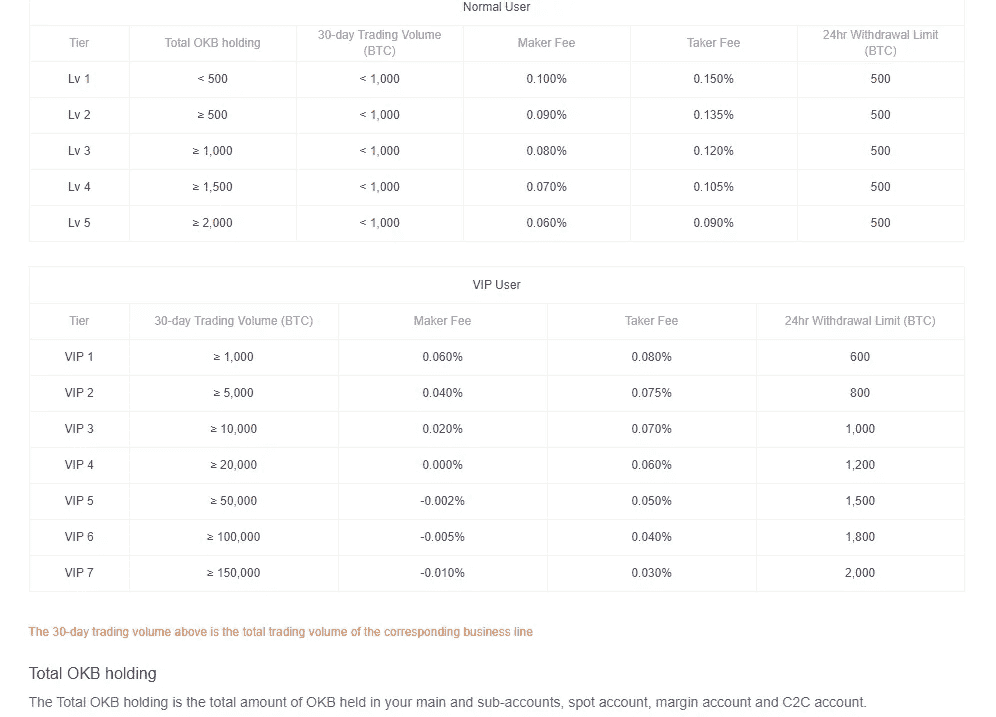 Normal User
Tier Total OKB holding 30-day Trading Volume (BTC) Maker Fee Taker Fee 24hr Withdrawal Limit (BTC)
Lv 1 < 500 < 1,000 0.100% 0.150% 500
Lv 2 ≥ 500 < 1,000 0.090% 0.135% 500
Lv 3 ≥ 1,000 < 1,000 0.080% 0.120% 500
Lv 4 ≥ 1,500 < 1,000 0.070% 0.105% 500
Lv 5 ≥ 2,000 < 1,000 0.060% 0.090% 500
VIP User
Tier 30-day Trading Volume (BTC) Maker Fee Taker Fee 24hr Withdrawal Limit (BTC)
VIP 1 ≥ 1,000 0.060% 0.080% 600
VIP 2 ≥ 5,000 0.040% 0.075% 800
VIP 3 ≥ 10,000 0.020% 0.070% 1,000
VIP 4 ≥ 20,000 0.000% 0.060% 1,200
VIP 5 ≥ 50,000 -0.002% 0.050% 1,500
VIP 6 ≥ 100,000 -0.005% 0.040% 1,800
VIP 7 ≥ 150,000 -0.010% 0.030% 2,000
The 30-day trading volume above is the total trading volume of the corresponding business line
Total OKB holding
The Total OKB holding is the total amount of OKB held in your main and sub-accounts, spot account, margin account and C2C account.